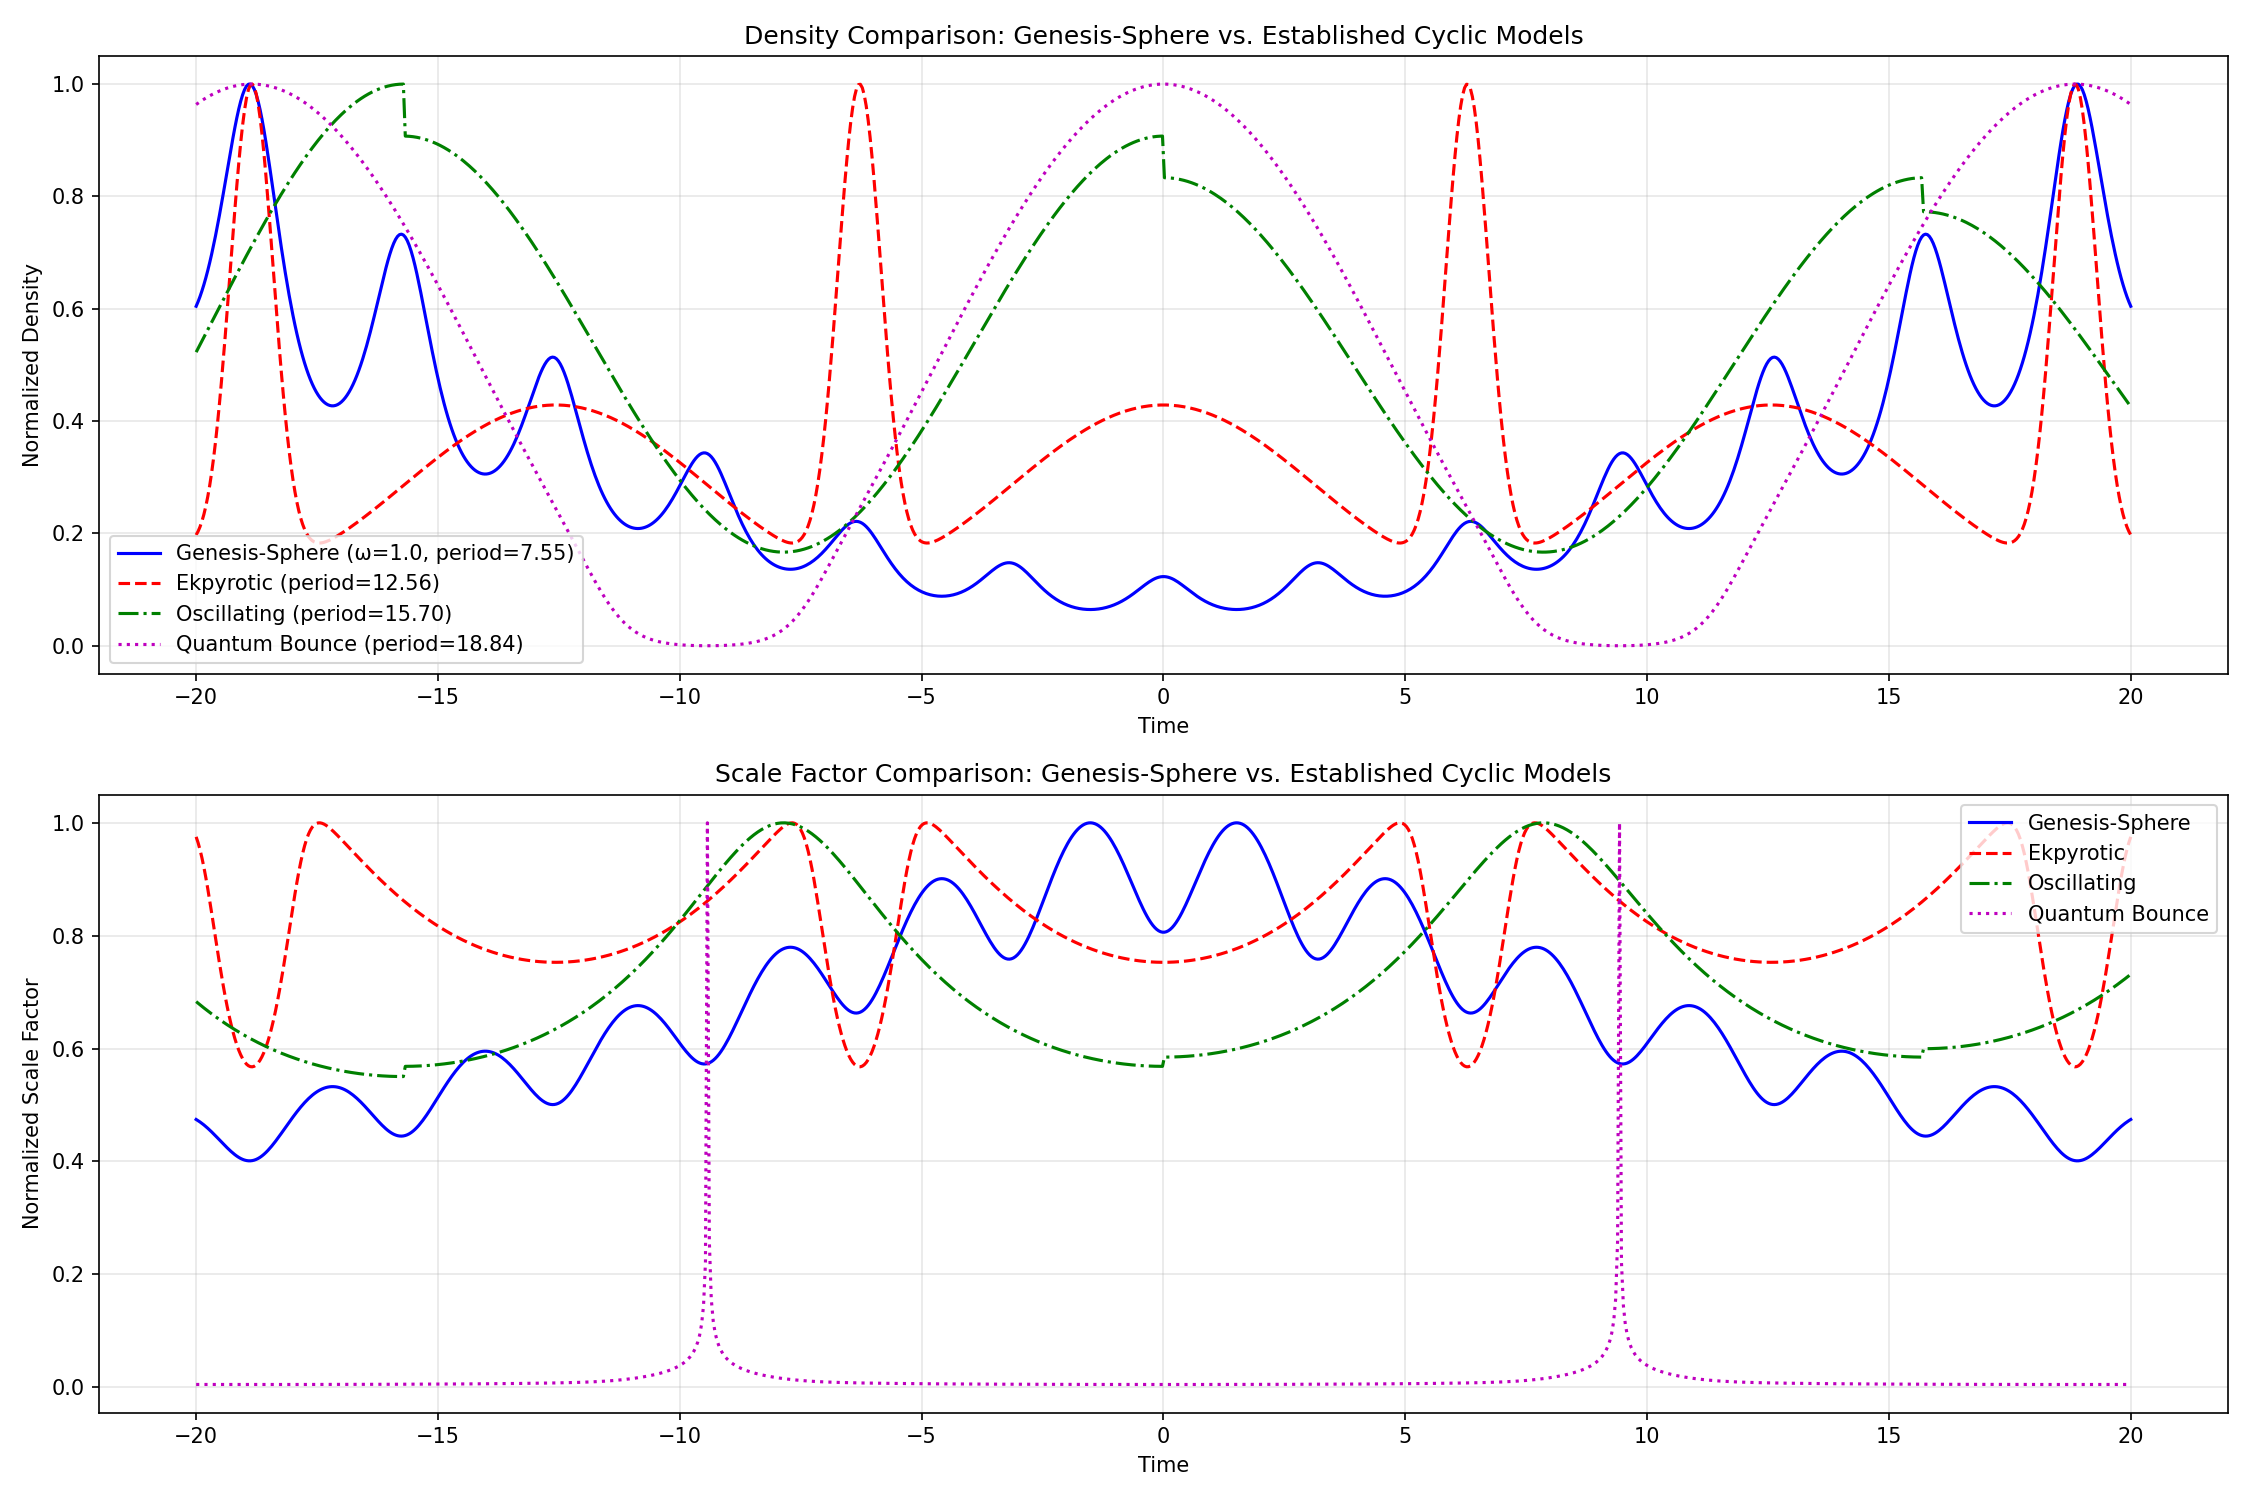 Density Comparison: Genesis-Sphere vs. Established Cyclic Models
Normalized Density
1.0
0.8
0.6
0.4
0.2
0.0
Genesis-Sphere (ω=1.0, period=7.55)
Ekpyrotic (period=12.56)
Oscillating (period=15.70)
Quantum Bounce (period=18.84)
−20 −15 −10 −5 0 5 10 15 20
Time
Scale Factor Comparison: Genesis-Sphere vs. Established Cyclic Models
Normalized Scale Factor
1.0
0.8
0.6
0.4
0.2
0.0
Genesis-Sphere
Ekpyrotic
Oscillating
Quantum Bounce
−20 −15 −10 −5 0 5 10 15 20
Time